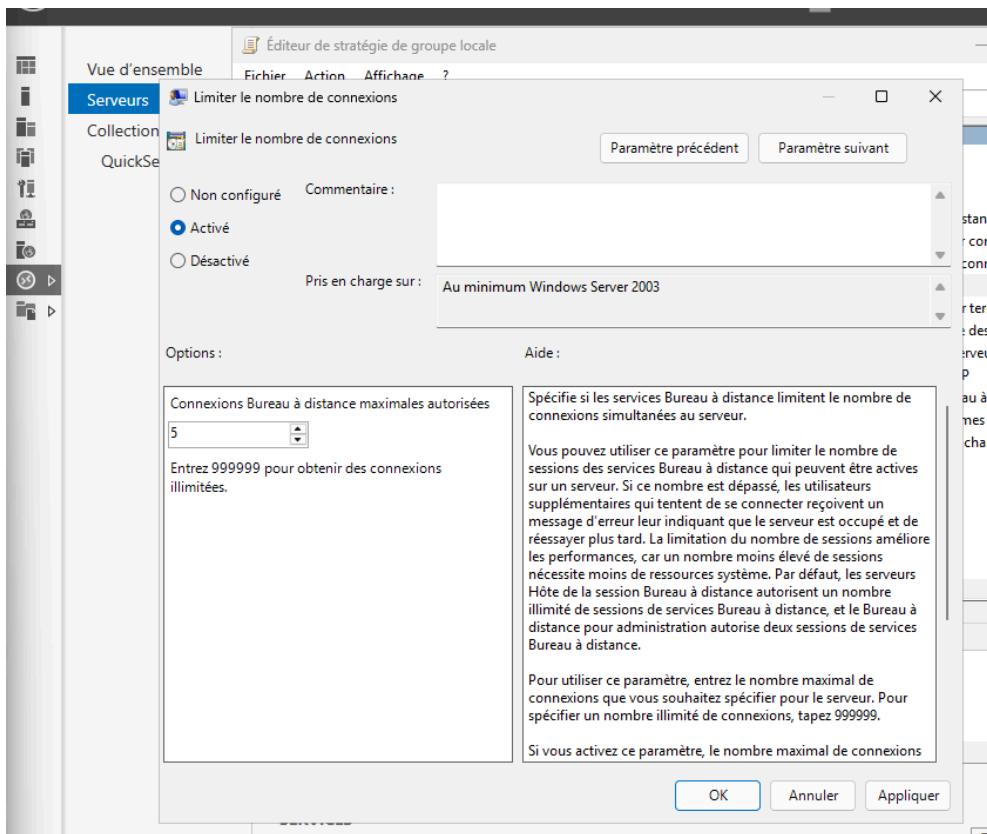 Éditeur de stratégie de groupe locale
Vue d'ensemble
Fichier Action Affichage ?
Serveurs
Limiter le nombre de connexions
Collection
Limiter le nombre de connexions
Paramètre précédent
Paramètre suivant
QuickSe
Non configuré
Commentaire :
Activé
Désactivé
Pris en charge sur :
Au minimum Windows Server 2003
Options :
Aide :
Connexions Bureau à distance maximales autorisées
5
Entrez 999999 pour obtenir des connexions
illimitées.
Spécifie si les services Bureau à distance limitent le nombre de
connexions simultanées au serveur.
Vous pouvez utiliser ce paramètre pour limiter le nombre de
sessions des services Bureau à distance qui peuvent être actives
sur un serveur. Si ce nombre est dépassé, les utilisateurs
supplémentaires qui tentent de se connecter reçoivent un
message d'erreur leur indiquant que le serveur est occupé et de
réessayer plus tard. La limitation du nombre de sessions améliore
les performances, car un nombre moins élevé de sessions
nécessite moins de ressources système. Par défaut, les serveurs
Hôte de la session Bureau à distance autorisent un nombre
illimité de sessions de services Bureau à distance, et le Bureau à
distance pour administration autorise deux sessions de services
Bureau à distance.
Pour utiliser ce paramètre, entrez le nombre maximal de
connexions que vous souhaitez spécifier pour le serveur. Pour
spécifier un nombre illimité de connexions, tapez 999999.
Si vous activez ce paramètre, le nombre maximal de connexions
OK
Annuler
Appliquer